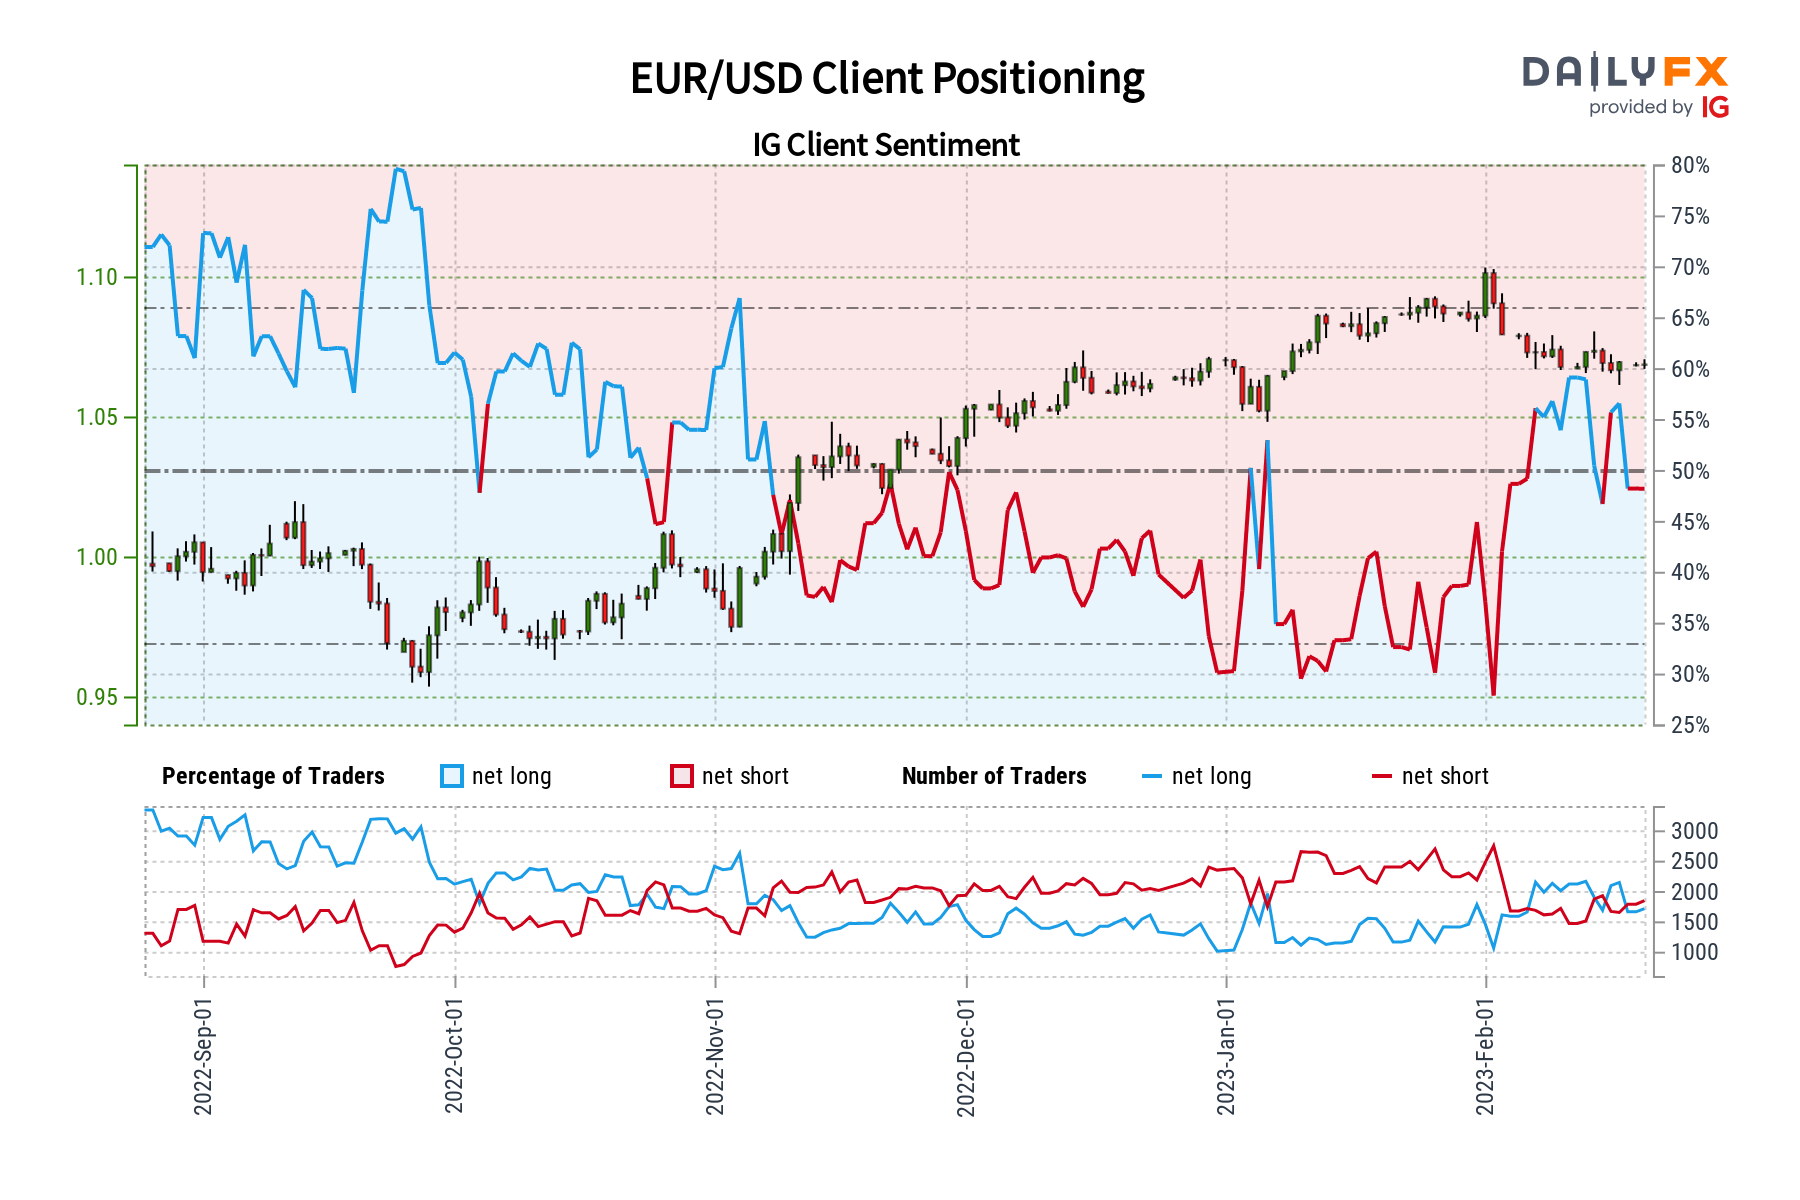 EUR/USD Client Positioning
DAILYFX
provided by IG
IG Client Sentiment
1.10
1.05
1.00
0.95
80%
75%
70%
65%
60%
55%
50%
45%
40%
35%
30%
25%
Percentage of Traders net long net short Number of Traders net long net short
3000
2500
2000
1500
1000
2022-Sep-01
2022-Oct-01
2022-Nov-01
2022-Dec-01
2023-Jan-01
2023-Feb-01